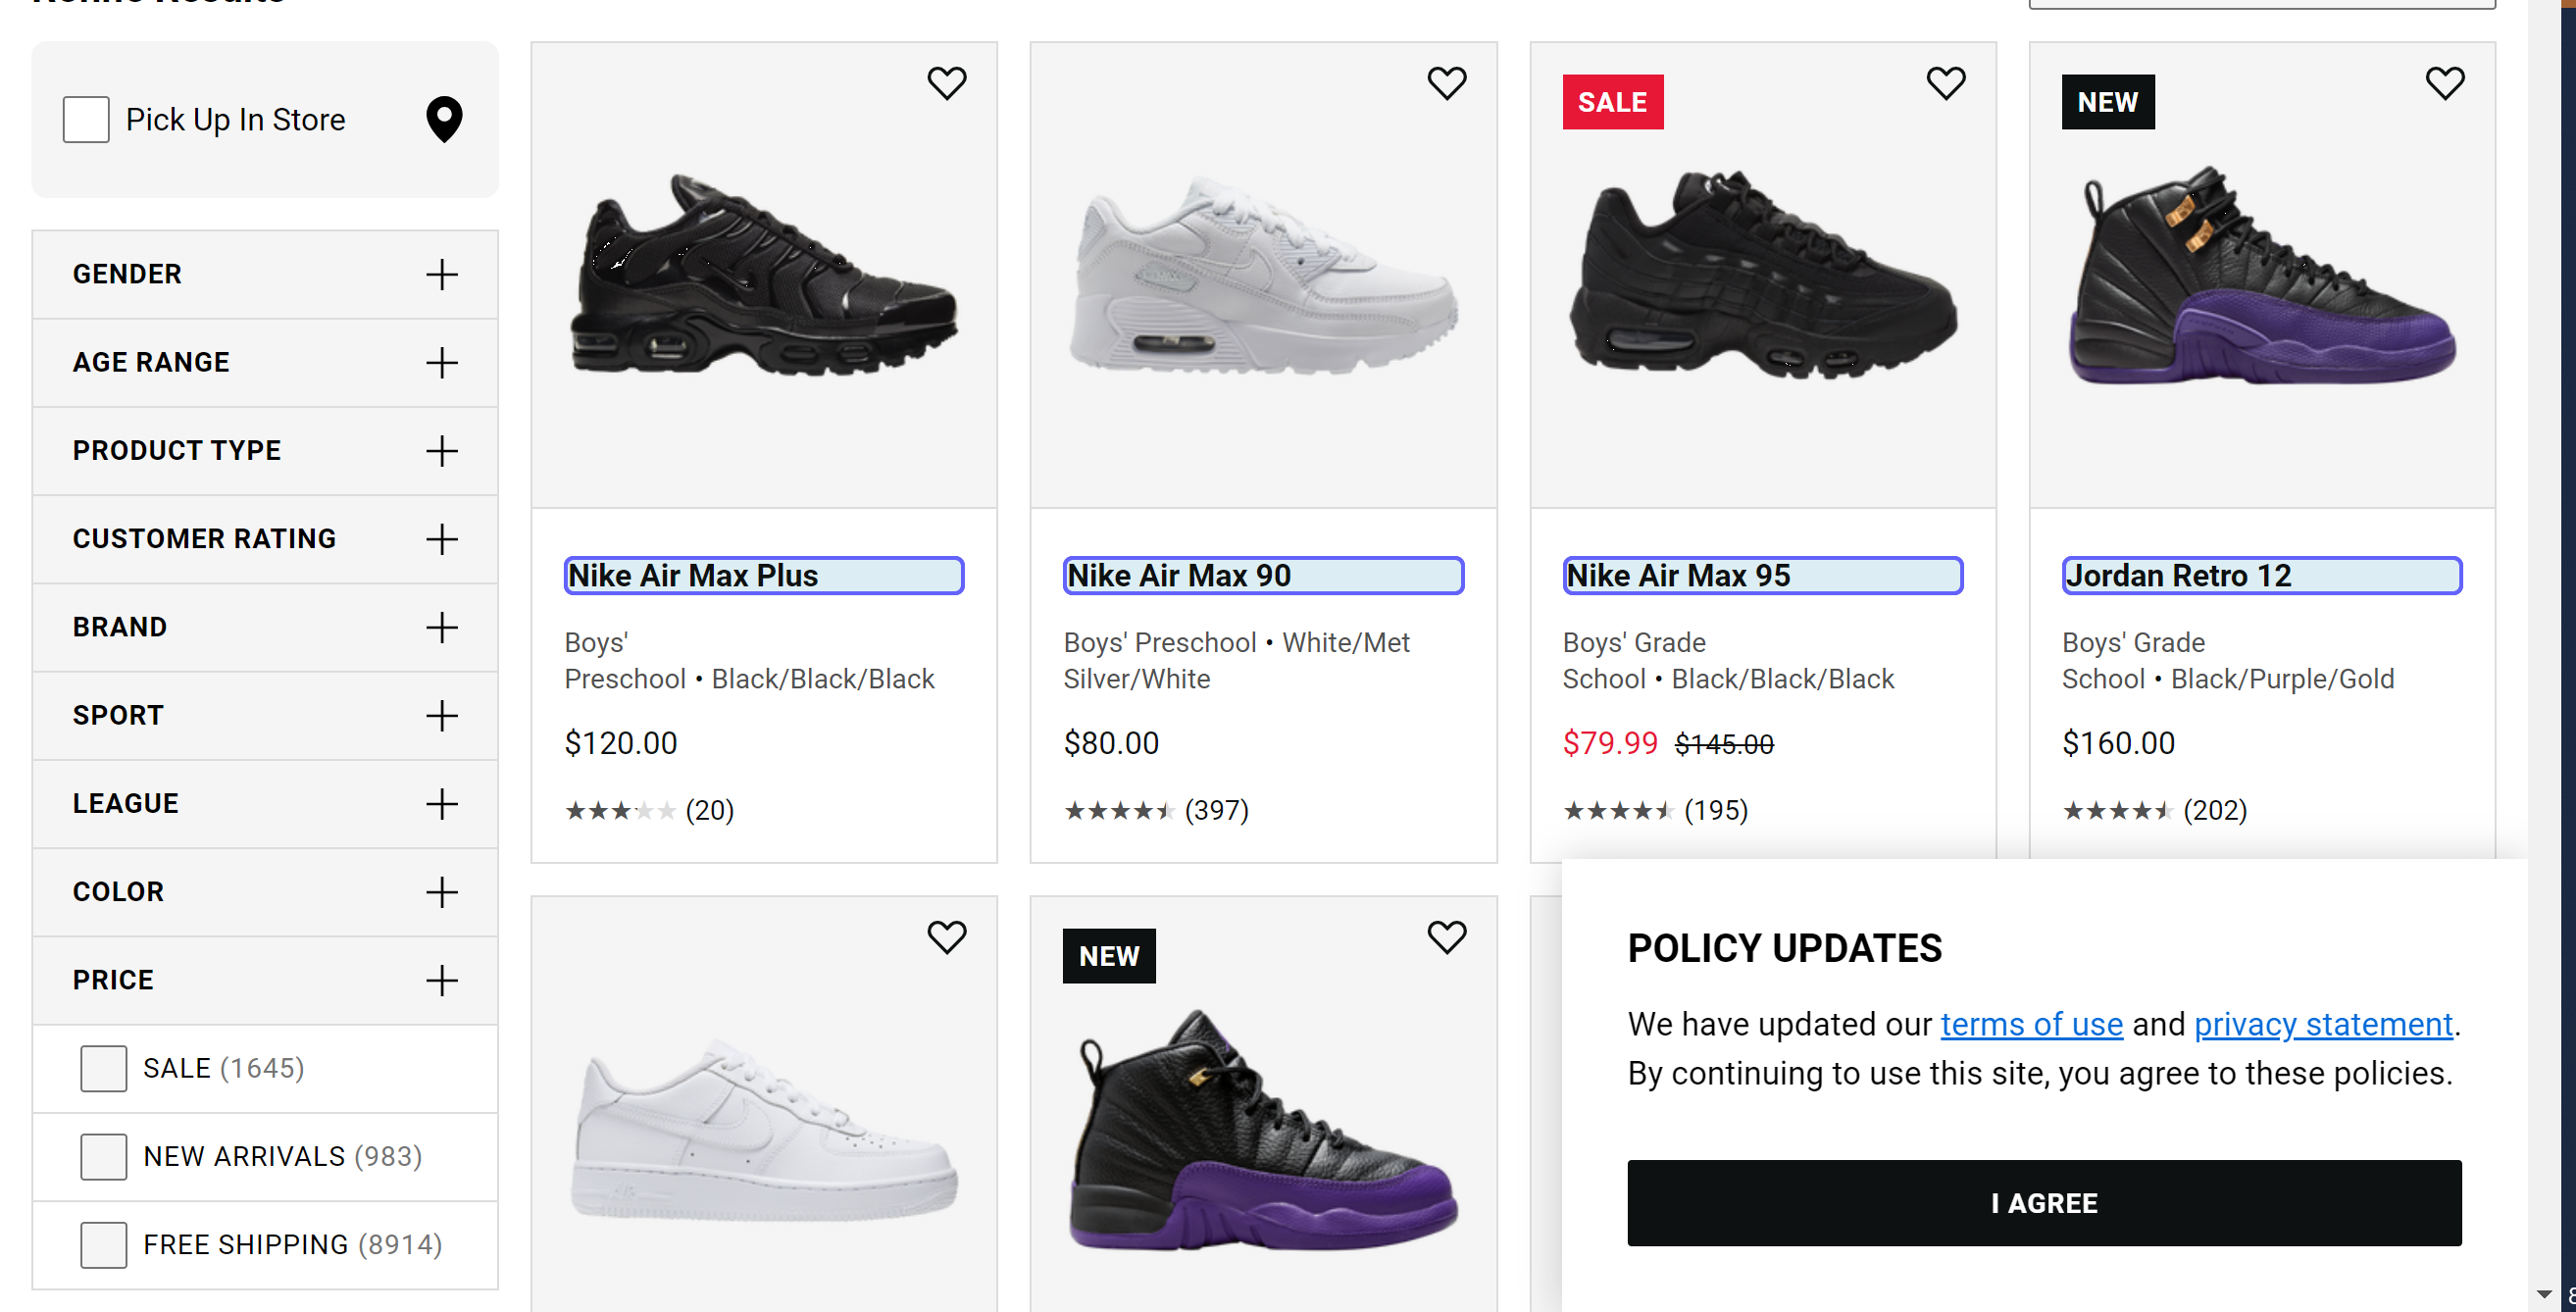 Refine Results
Pick Up In Store
GENDER
AGE RANGE
PRODUCT TYPE
CUSTOMER RATING
BRAND
SPORT
LEAGUE
COLOR
PRICE
SALE (1645)
NEW ARRIVALS (983)
FREE SHIPPING (8914)
Nike Air Max Plus
Boys'
Preschool • Black/Black/Black
$120.00
(20)
Nike Air Max 90
Boys' Preschool • White/Met
Silver/White
$80.00
(397)
SALE
Nike Air Max 95
Boys' Grade
School • Black/Black/Black
$79.99 $145.00
(195)
NEW
Jordan Retro 12
Boys' Grade
School • Black/Purple/Gold
$160.00
(202)
NEW
POLICY UPDATES
We have updated our terms of use and privacy statement.
By continuing to use this site, you agree to these policies.
I AGREE